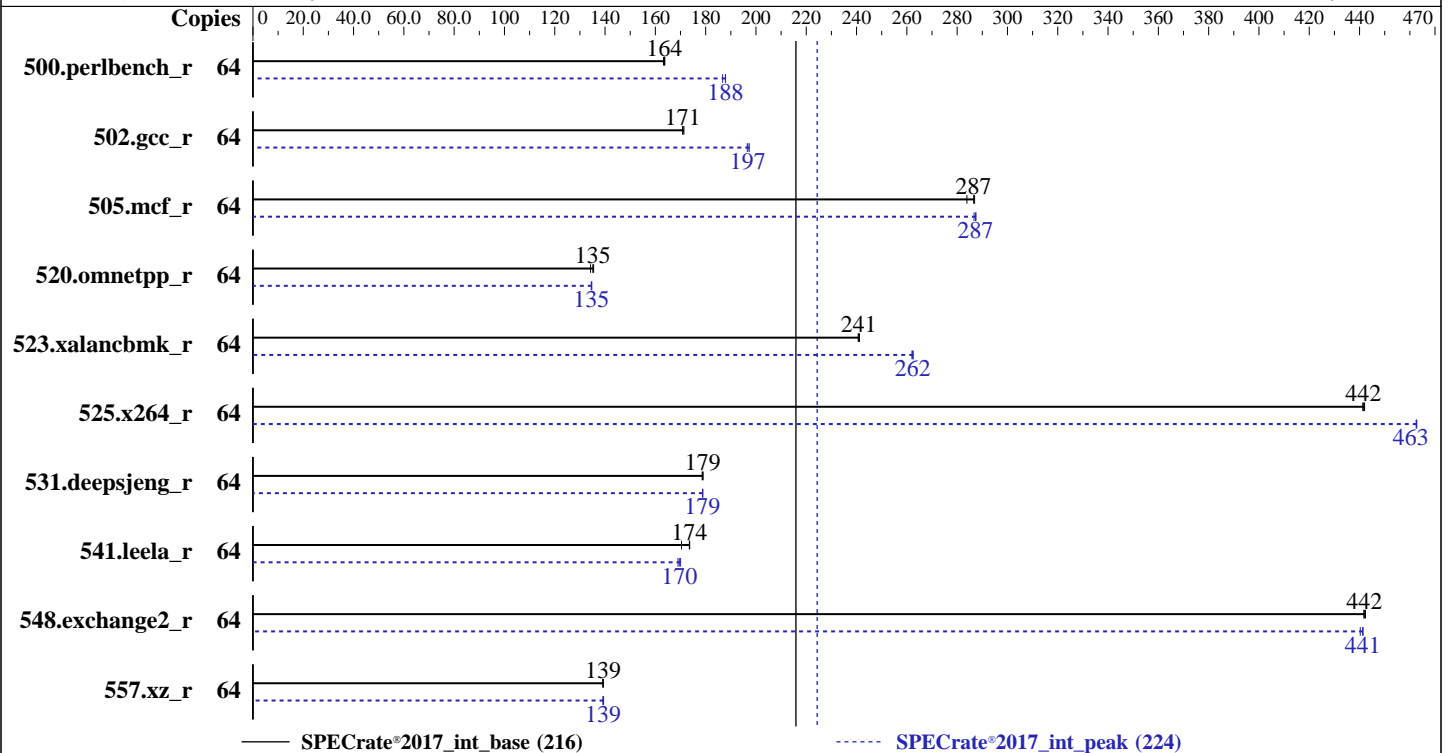 Copies 0 20.0 40.0 60.0 80.0 100 120 140 160 180 200 220 240 260 280 300 320 340 360 380 400 420 440 470
164
500.perlbench_r 64
188
171
502.gcc_r 64
197
287
505.mcf_r 64
287
135
520.omnetpp_r 64
135
241
523.xalancbmk_r 64
262
442
525.x264_r 64
463
179
531.deepsjeng_r 64
179
174
541.leela_r 64
170
442
548.exchange2_r 64
441
139
557.xz_r 64
139
SPECrate®2017_int_base (216) SPECrate®2017_int_peak (224)